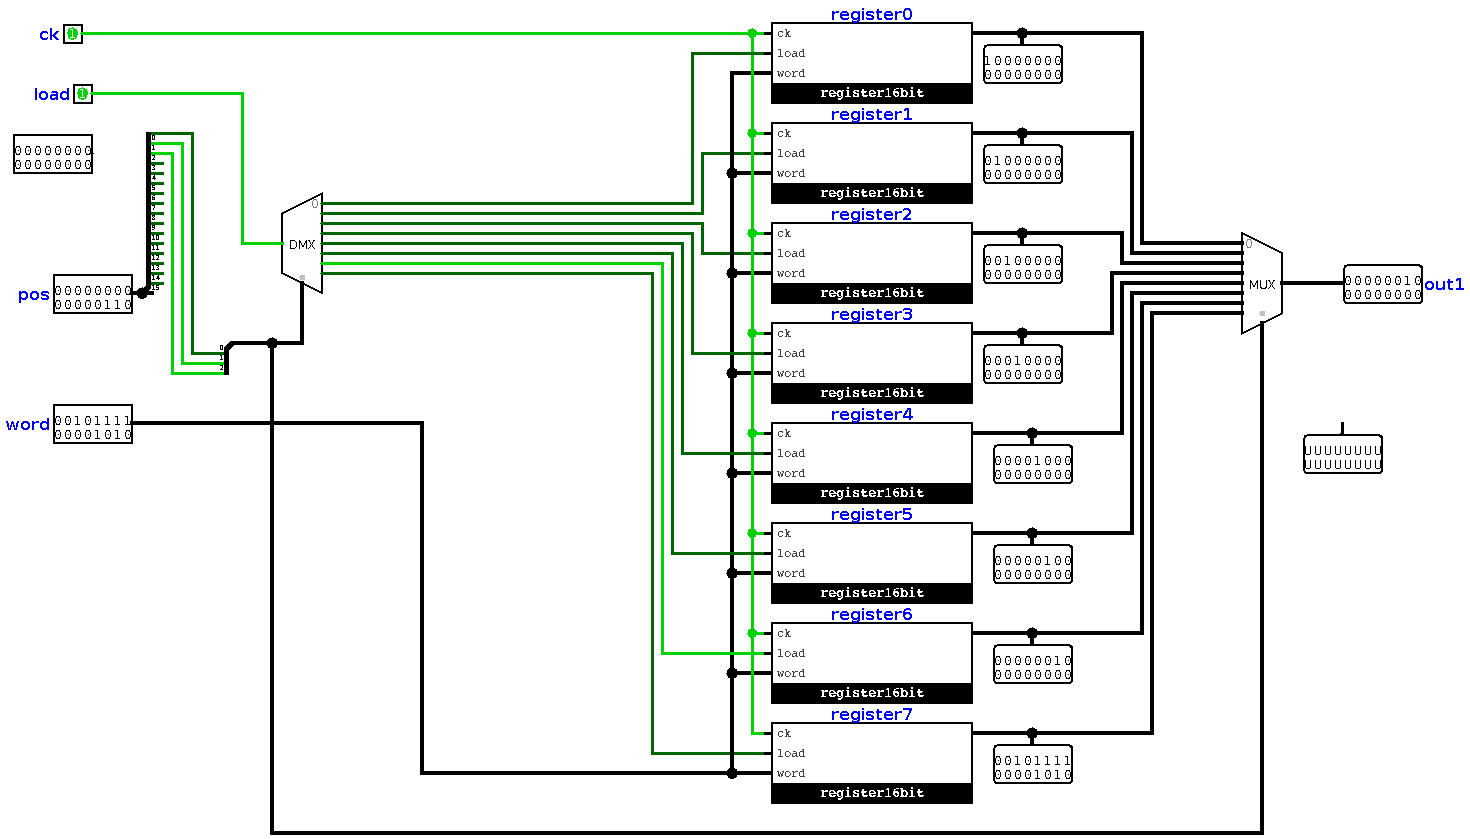 register0
ck
ck
load
word
10000000
00000000
register16bit
load
register1
ck
load
word
01000000
00000000
register16bit
00000000
00000000
0
1
2
3
4
5
6
7
8
9
10
11
12
13
14
15
register2
ck
load
word
00100000
00000000
register16bit
0
DMX
0
MUX
pos
00000000
00000110
00000010
00000000
out1
register3
ck
load
word
00010000
00000000
register16bit
0
1
2
word
00101111
00001010
register4
ck
load
word
00001000
00000000
register16bit
UUUUUUUU
UUUUUUUU
register5
ck
load
word
00000100
00000000
register16bit
register6
ck
load
word
00000010
00000000
register16bit
register7
ck
load
word
00101111
00001010
register16bit